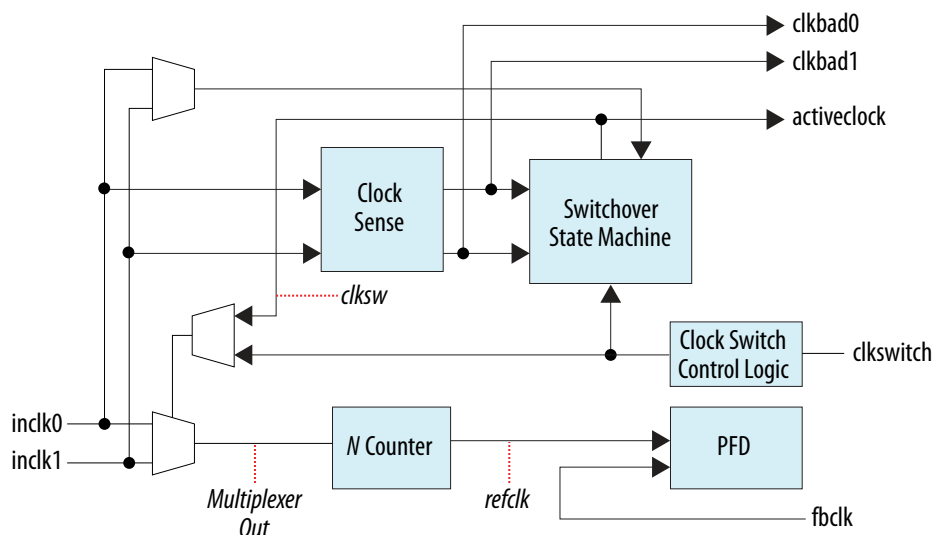 clkbad0
clkbad1
activeclock
Clock
Sense
Switchover
State Machine
clksw
Clock Switch
Control Logic
clkswitch
inclk0
inclk1
N Counter
PFD
Multiplexer
Out
refclk
fbclk